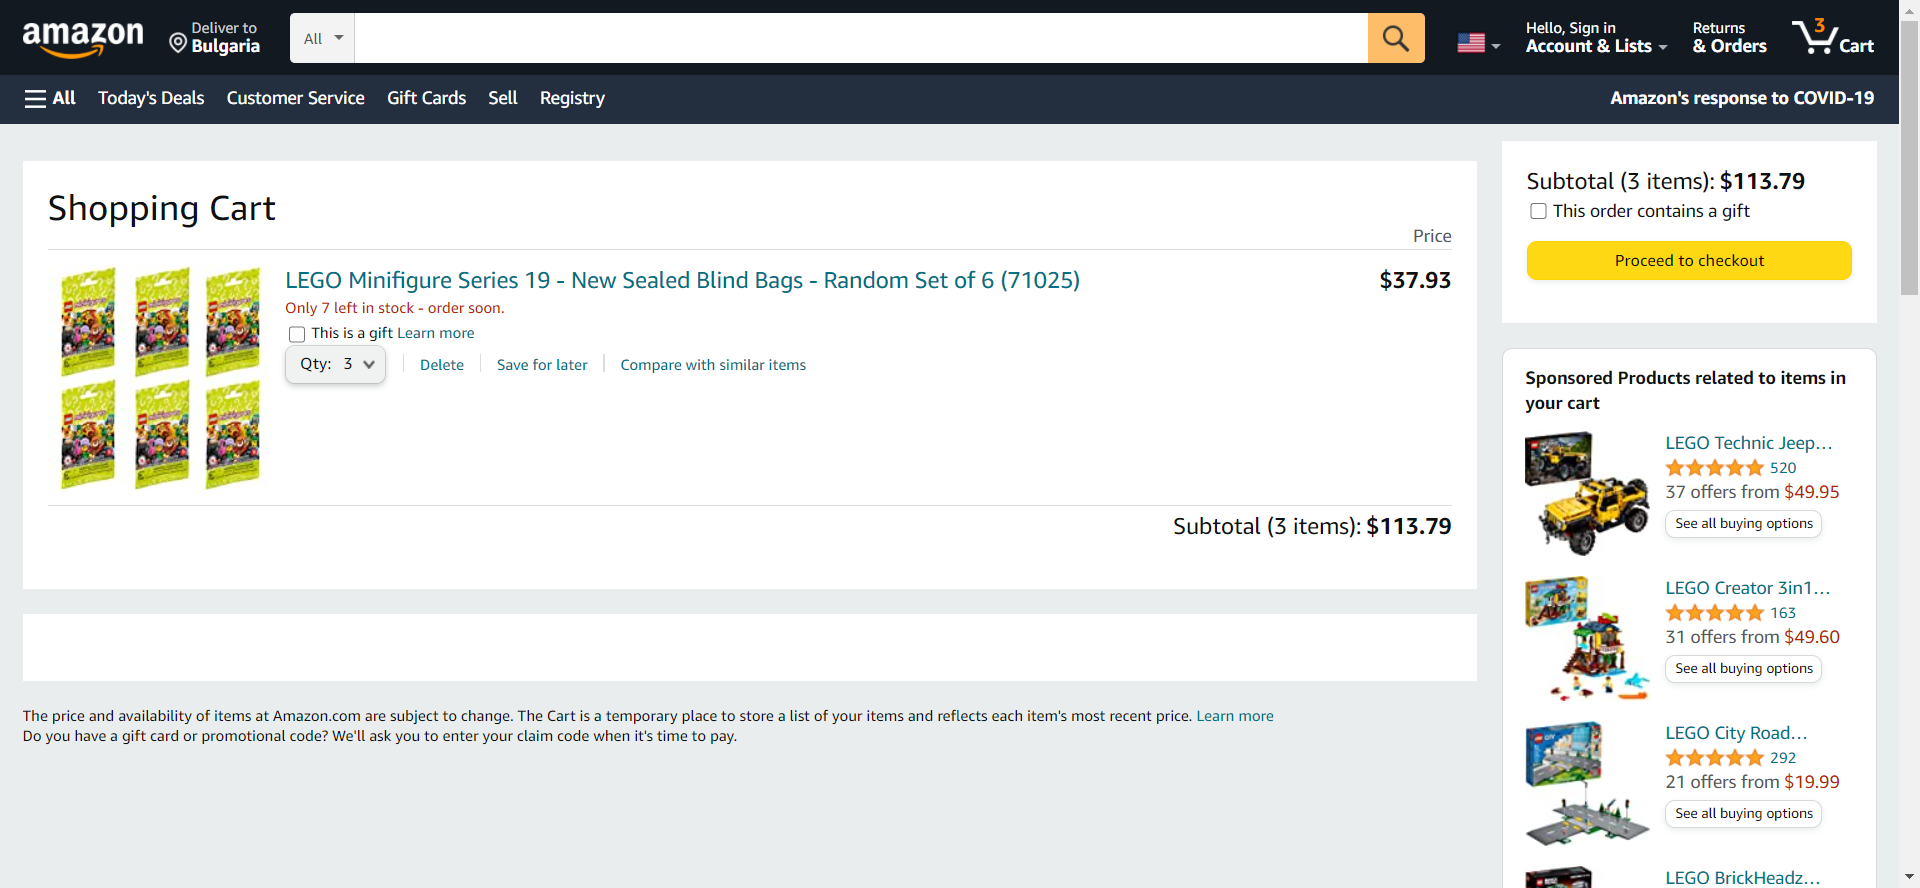 amazon
Deliver to
Bulgaria
All
Hello, Sign in
Account & Lists
Returns
& Orders
3
Cart
All
Today's Deals
Customer Service
Gift Cards
Sell
Registry
Amazon's response to COVID-19
Shopping Cart
Price
LEGO Minifigure Series 19 - New Sealed Blind Bags - Random Set of 6 (71025)
$37.93
Only 7 left in stock - order soon.
This is a gift Learn more
Qty: 3
Delete
Save for later
Compare with similar items
Subtotal (3 items): $113.79
The price and availability of items at Amazon.com are subject to change. The Cart is a temporary place to store a list of your items and reflects each item's most recent price. Learn more
Do you have a gift card or promotional code? We'll ask you to enter your claim code when it's time to pay.
Subtotal (3 items): $113.79
This order contains a gift
Proceed to checkout
Sponsored Products related to items in
your cart
LEGO Technic Jeep…
520
37 offers from $49.95
See all buying options
LEGO Creator 3in1…
163
31 offers from $49.60
See all buying options
LEGO City Road…
292
21 offers from $19.99
See all buying options
LEGO BrickHeadz…